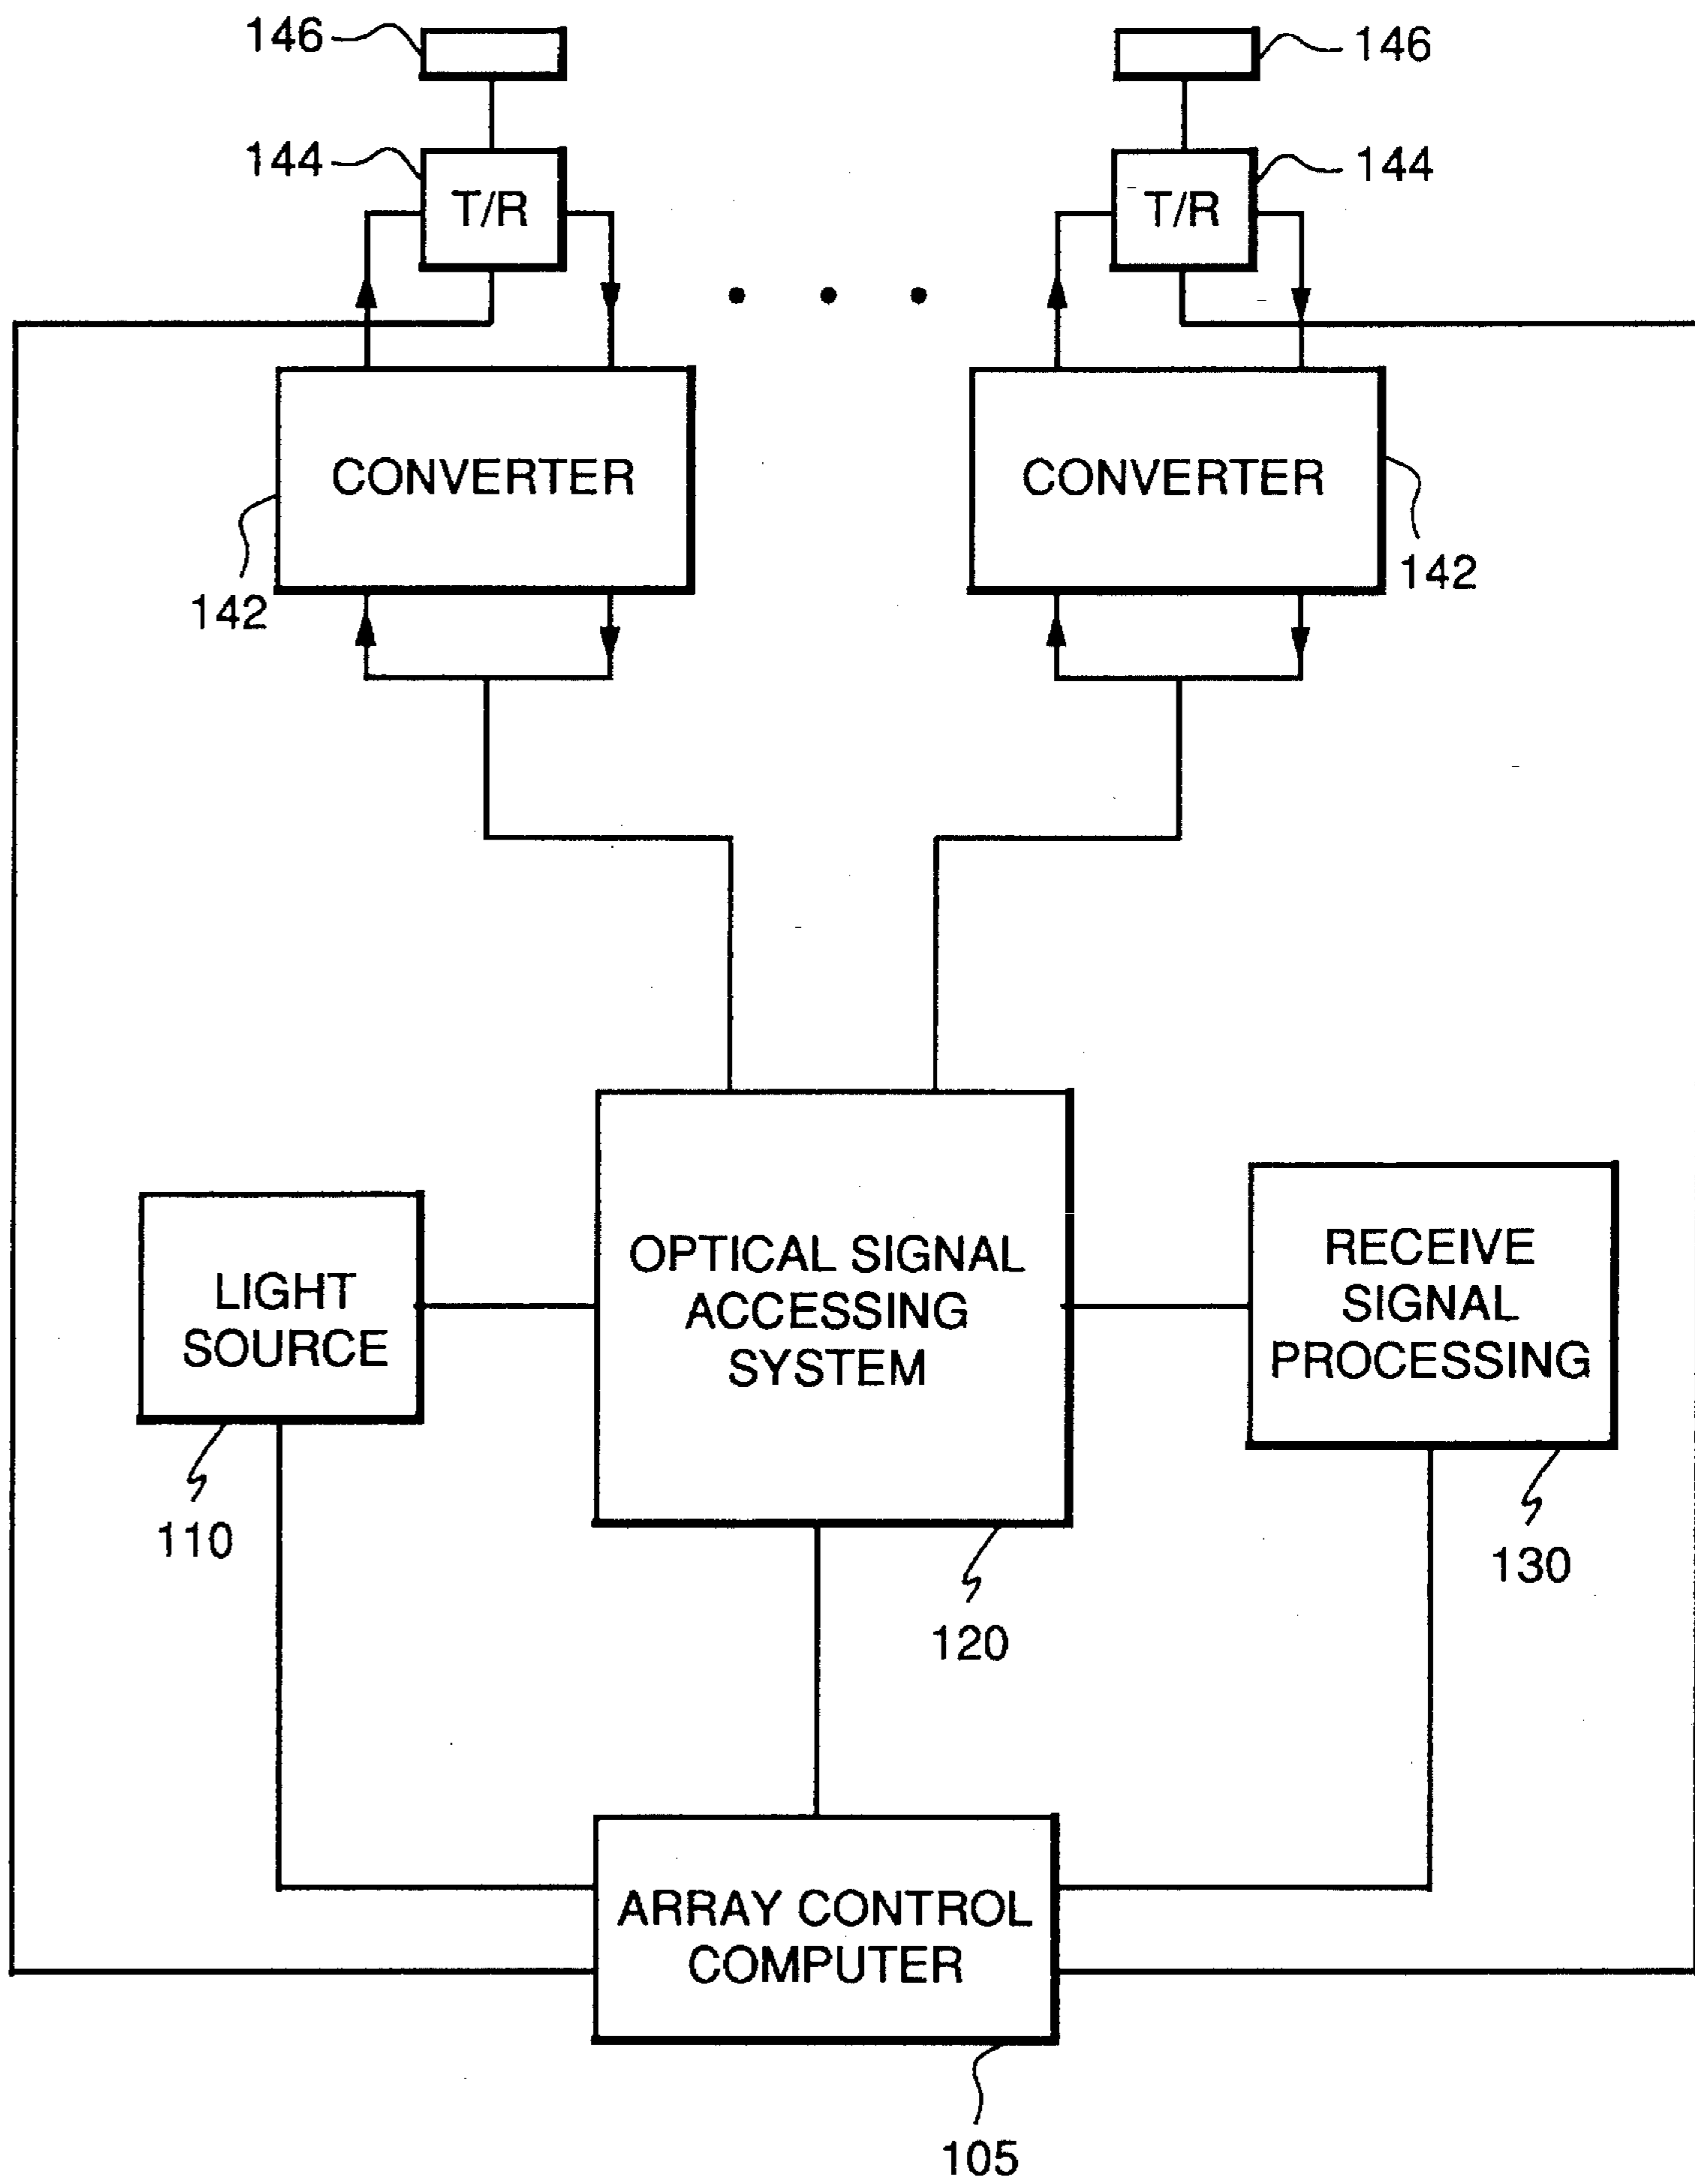 146
146
144
T/R
T/R
144
CONVERTER
CONVERTER
142
142
OPTICAL SIGNAL
ACCESSING
SYSTEM
LIGHT
SOURCE
RECEIVE
SIGNAL
PROCESSING
110
120
130
ARRAY CONTROL
COMPUTER
105